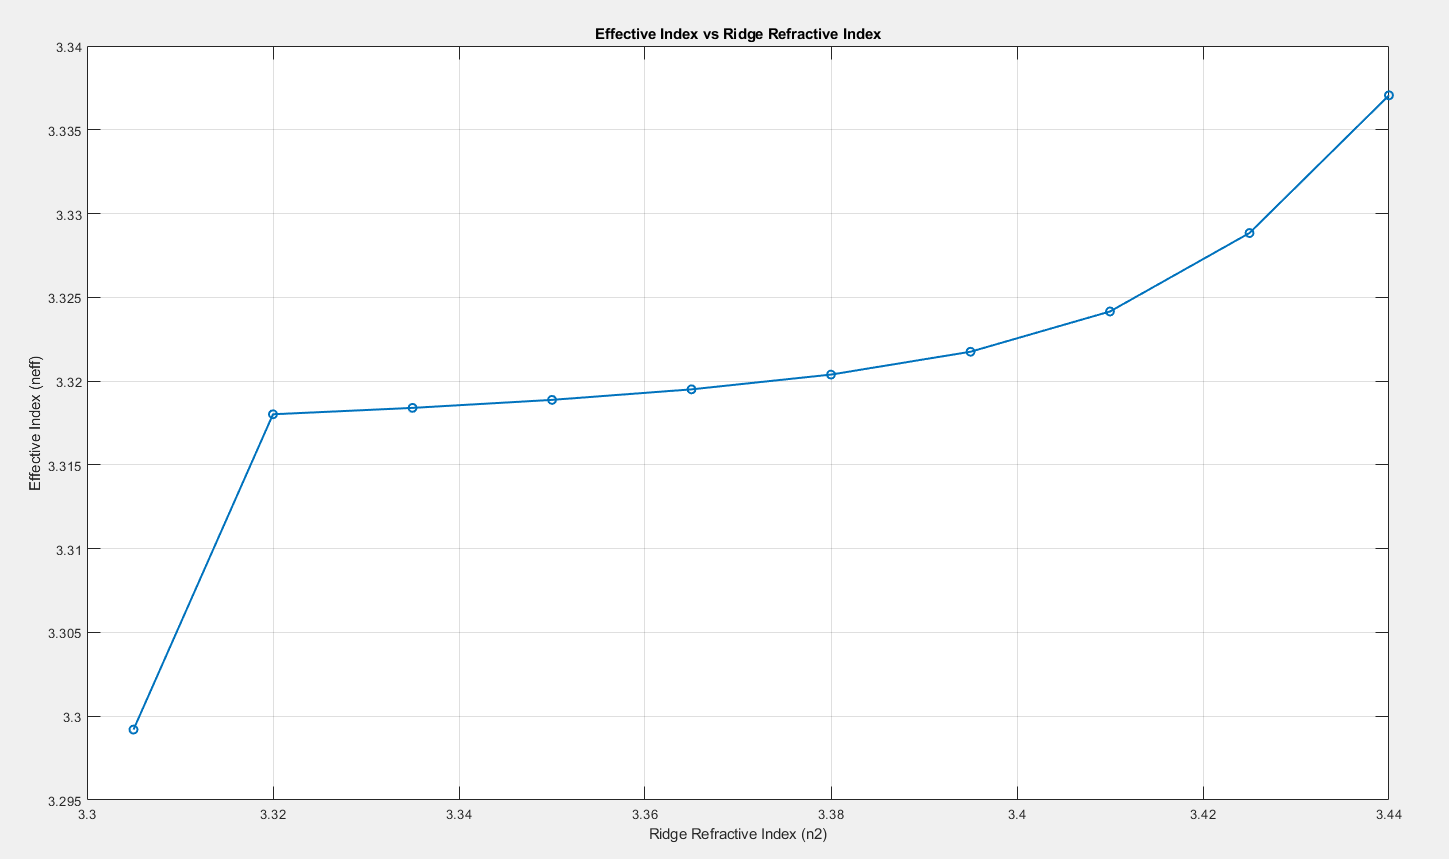 Effective Index vs Ridge Refractive Index
3.34
3.335
3.33
3.325
3.32
3.315
3.31
3.305
3.3
3.295
Effective Index (neff)
3.3 3.32 3.34 3.36 3.38 3.4 3.42 3.44
Ridge Refractive Index (n2)